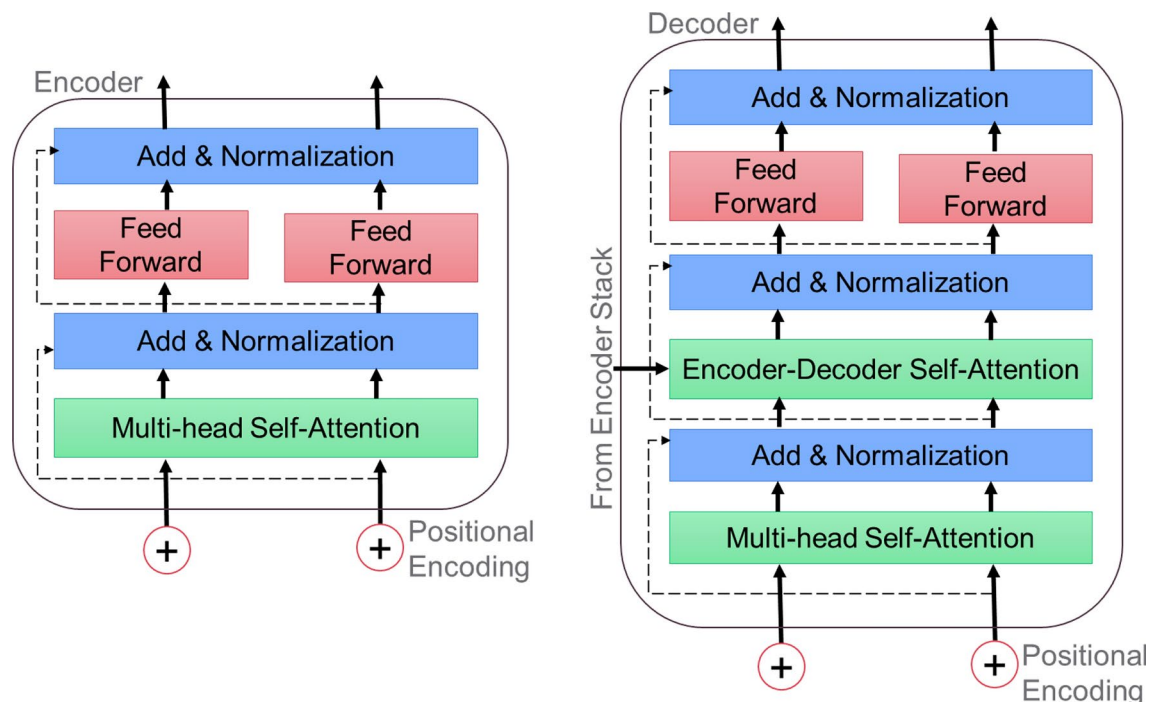 Encoder
Add & Normalization
Feed
Forward
Feed
Forward
Add & Normalization
Multi-head Self-Attention
+
+
Positional
Encoding
Decoder
Add & Normalization
Feed
Forward
Feed
Forward
Add & Normalization
From Encoder Stack
Encoder-Decoder Self-Attention
Add & Normalization
Multi-head Self-Attention
+
+
Positional
Encoding